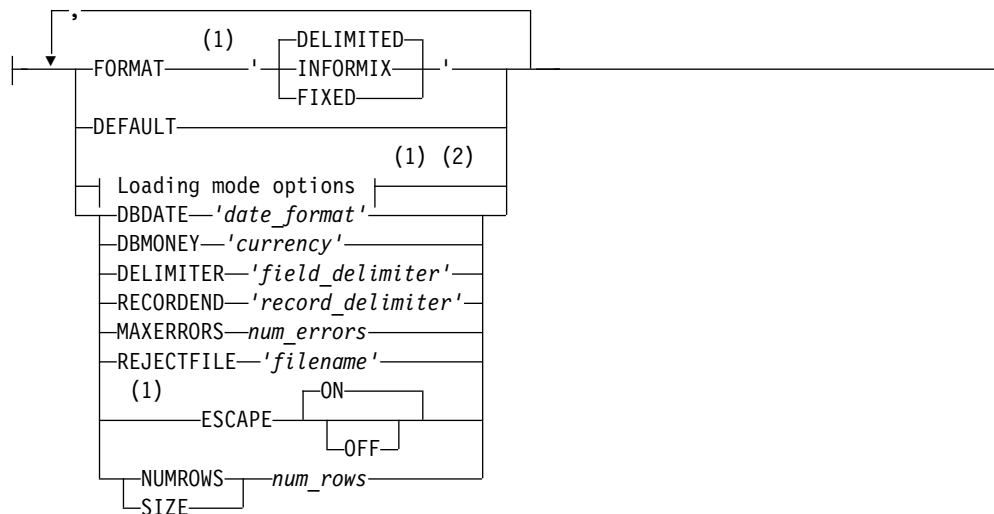 ,
(1) DELIMITED
FORMAT ' INFORMIX '
FIXED
DEFAULT
(1) (2)
Loading mode options
DBDATE 'date_format'
DBMONEY 'currency'
DELIMITER 'field_delimiter'
RECORDEND 'record_delimiter'
MAXERRORS num_errors
REJECTFILE 'filename'
(1) ON
ESCAPE
OFF
NUMROWS num_rows
SIZE